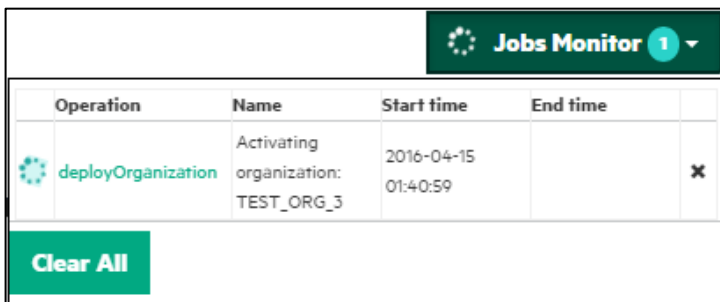 Jobs Monitor 1
Operation Name Start time End time
deployOrganization
Activating
organization:
TEST_ORG_3
2016-04-15
01:40:59
Clear All